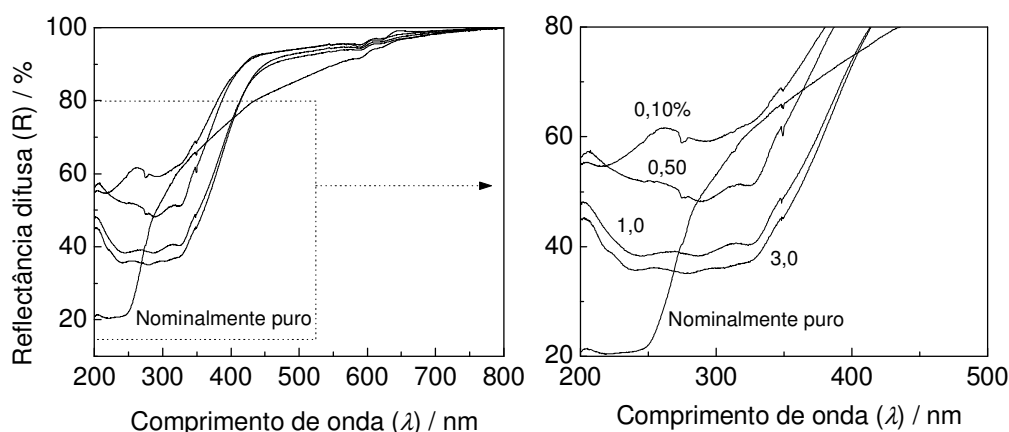 Reflectância difusa (R) / %
100
80
60
40
20
Nominalmente puro
200 300 400 500 600 700 800
Comprimento de onda (λ) / nm
80
60
40
20
0,10%
0,50
1,0
3,0
Nominalmente puro
200 300 400 500
Comprimento de onda (λ) / nm